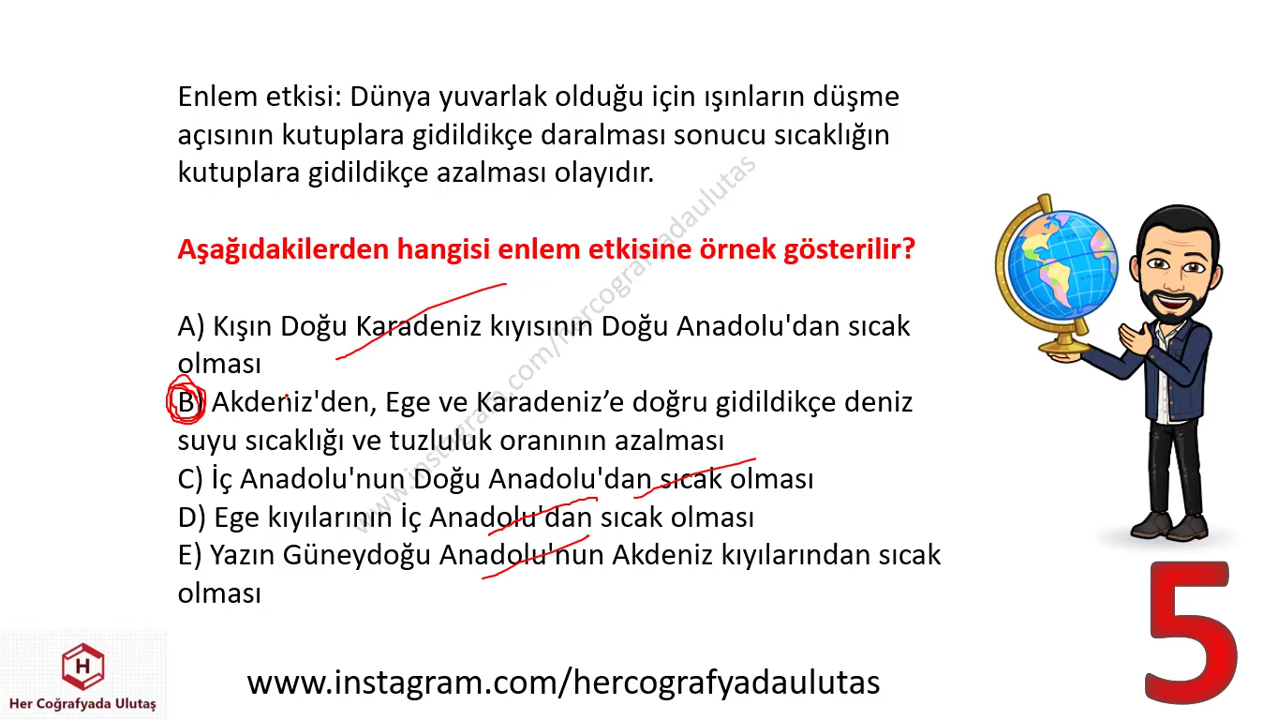 Enlem etkisi: Dünya yuvarlak olduğu için ışınların düşme
açısının kutuplara gidildikçe daralması sonucu sıcaklığın
kutuplara gidildikçe azalması olayıdır.
Aşağıdakilerden hangisi enlem etkisine örnek gösterilir?
A) Kışın Doğu Karadeniz kıyısının Doğu Anadolu'dan sıcak
olması
B) Akdeniz'den, Ege ve Karadeniz’e doğru gidildikçe deniz
suyu sıcaklığı ve tuzluluk oranının azalması
C) İç Anadolu'nun Doğu Anadolu'dan sıcak olması
D) Ege kıyılarının İç Anadolu'dan sıcak olması
E) Yazın Güneydoğu Anadolu'nun Akdeniz kıyılarından sıcak
olması
www.instagram.com/hercografyadaulutas
5
H
Her Coğrafyada Ulutaş
www.instagram.com/hercografyadaulutas